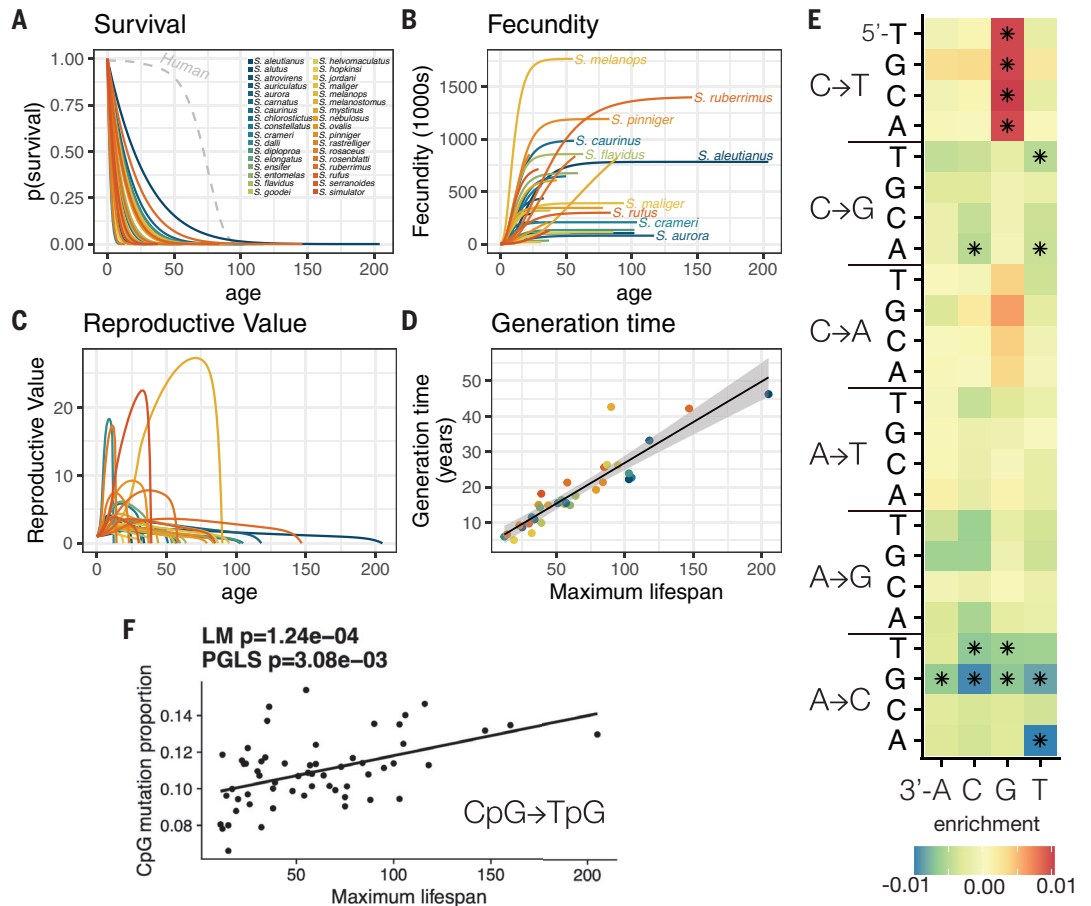 A Survival
p(survival)
1.00
0.75
0.50
0.25
0.00
Human
S. aleutianus
S. alutus
S. atrovirens
S. auriculatus
S. aurora
S. carnatus
S. caurinus
S. chlorostictus
S. constellatus
S. crameri
S. dalli
S. diploproa
S. elongatus
S. ensifer
S. entomelas
S. flavidus
S. goodei
S. helvomaculatus
S. hopkinsi
S. jordani
S. maliger
S. melanops
S. melanostomus
S. mystinus
S. nebulosus
S. ovalis
S. pinniger
S. rastrelliger
S. rosaceus
S. rosenblatti
S. ruberrimus
S. rufus
S. serranoides
S. simulator
0 50 100 150 200
age
B Fecundity
Fecundity (1000s)
1500
1000
500
0
S. melanops
S. ruberrimus
S. pinniger
S. caurinus
S. flavidus
S. aleutianus
S. maliger
S. rufus
S. crameri
S. aurora
0 50 100 150 200
age
C Reproductive Value
Reproductive Value
20
10
0
0 50 100 150 200
age
D Generation time
Generation time
(years)
50
40
30
20
10
50 100 150 200
Maximum lifespan
E
5'-T
G
C→T
C
A
T
C→G
G
C
A
T
G
C→A
C
A
T
A→T
G
C
A
T
A→G
G
C
A
T
G
A→C
C
A
3'-A C G T
enrichment
-0.01 0.00 0.01
F
LM p=1.24e−04
PGLS p=3.08e−03
CpG mutation proportion
0.14
0.12
0.10
0.08
CpG→TpG
50 100 150 200
Maximum lifespan